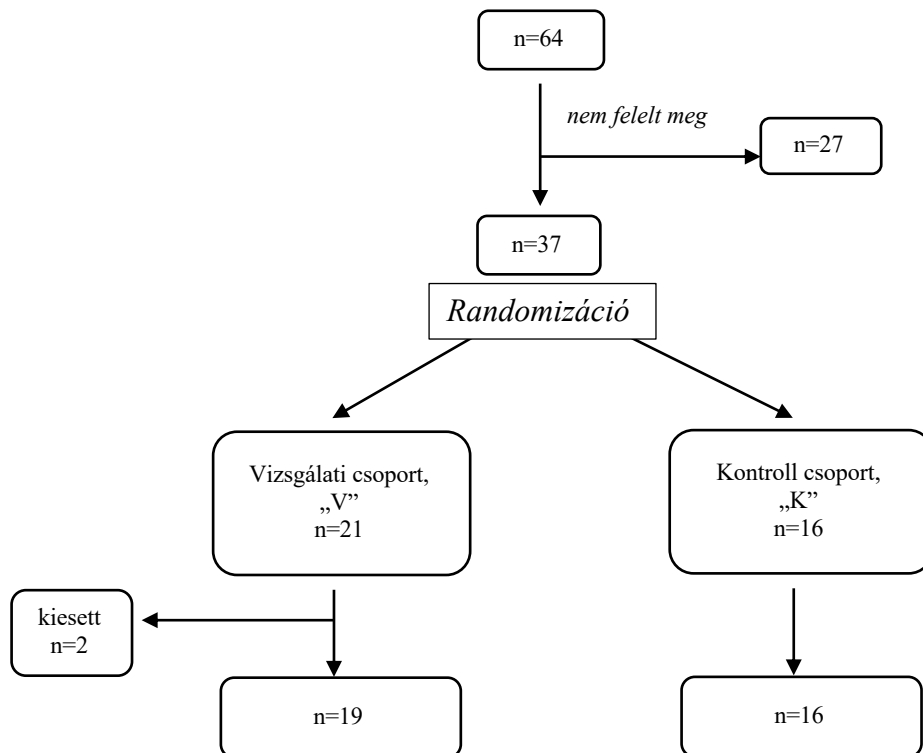 n=64
nem felelt meg
n=27
n=37
Randomizáció
Vizsgálati csoport,
„V”
n=21
Kontroll csoport,
„K”
n=16
kiesett
n=2
n=19
n=16